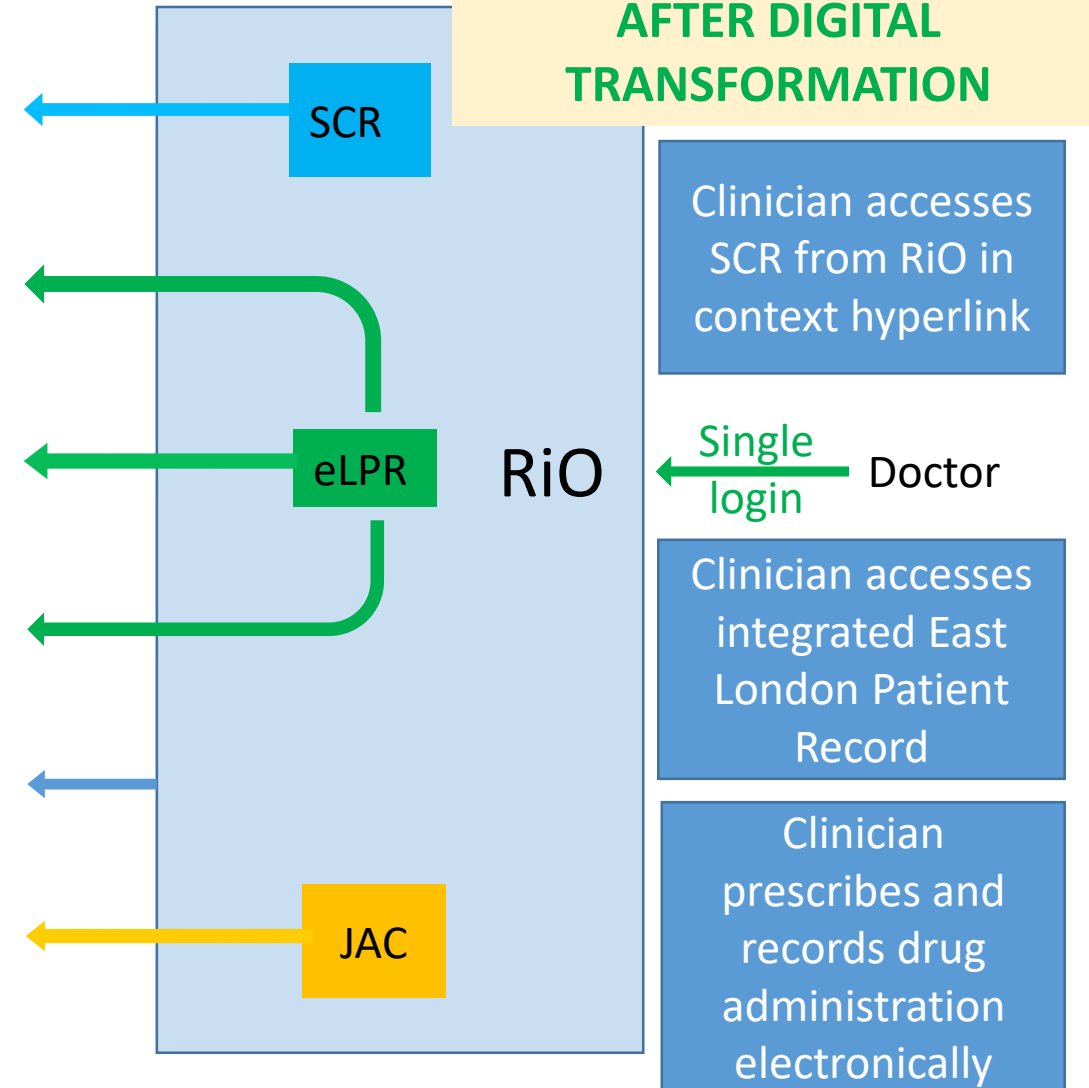 AFTER DIGITAL
TRANSFORMATION
SCR
Clinician accesses
SCR from RiO in
context hyperlink
eLPR
RiO
Single
login
Doctor
Clinician accesses
integrated East
London Patient
Record
JAC
Clinician
prescribes and
records drug
administration
electronically